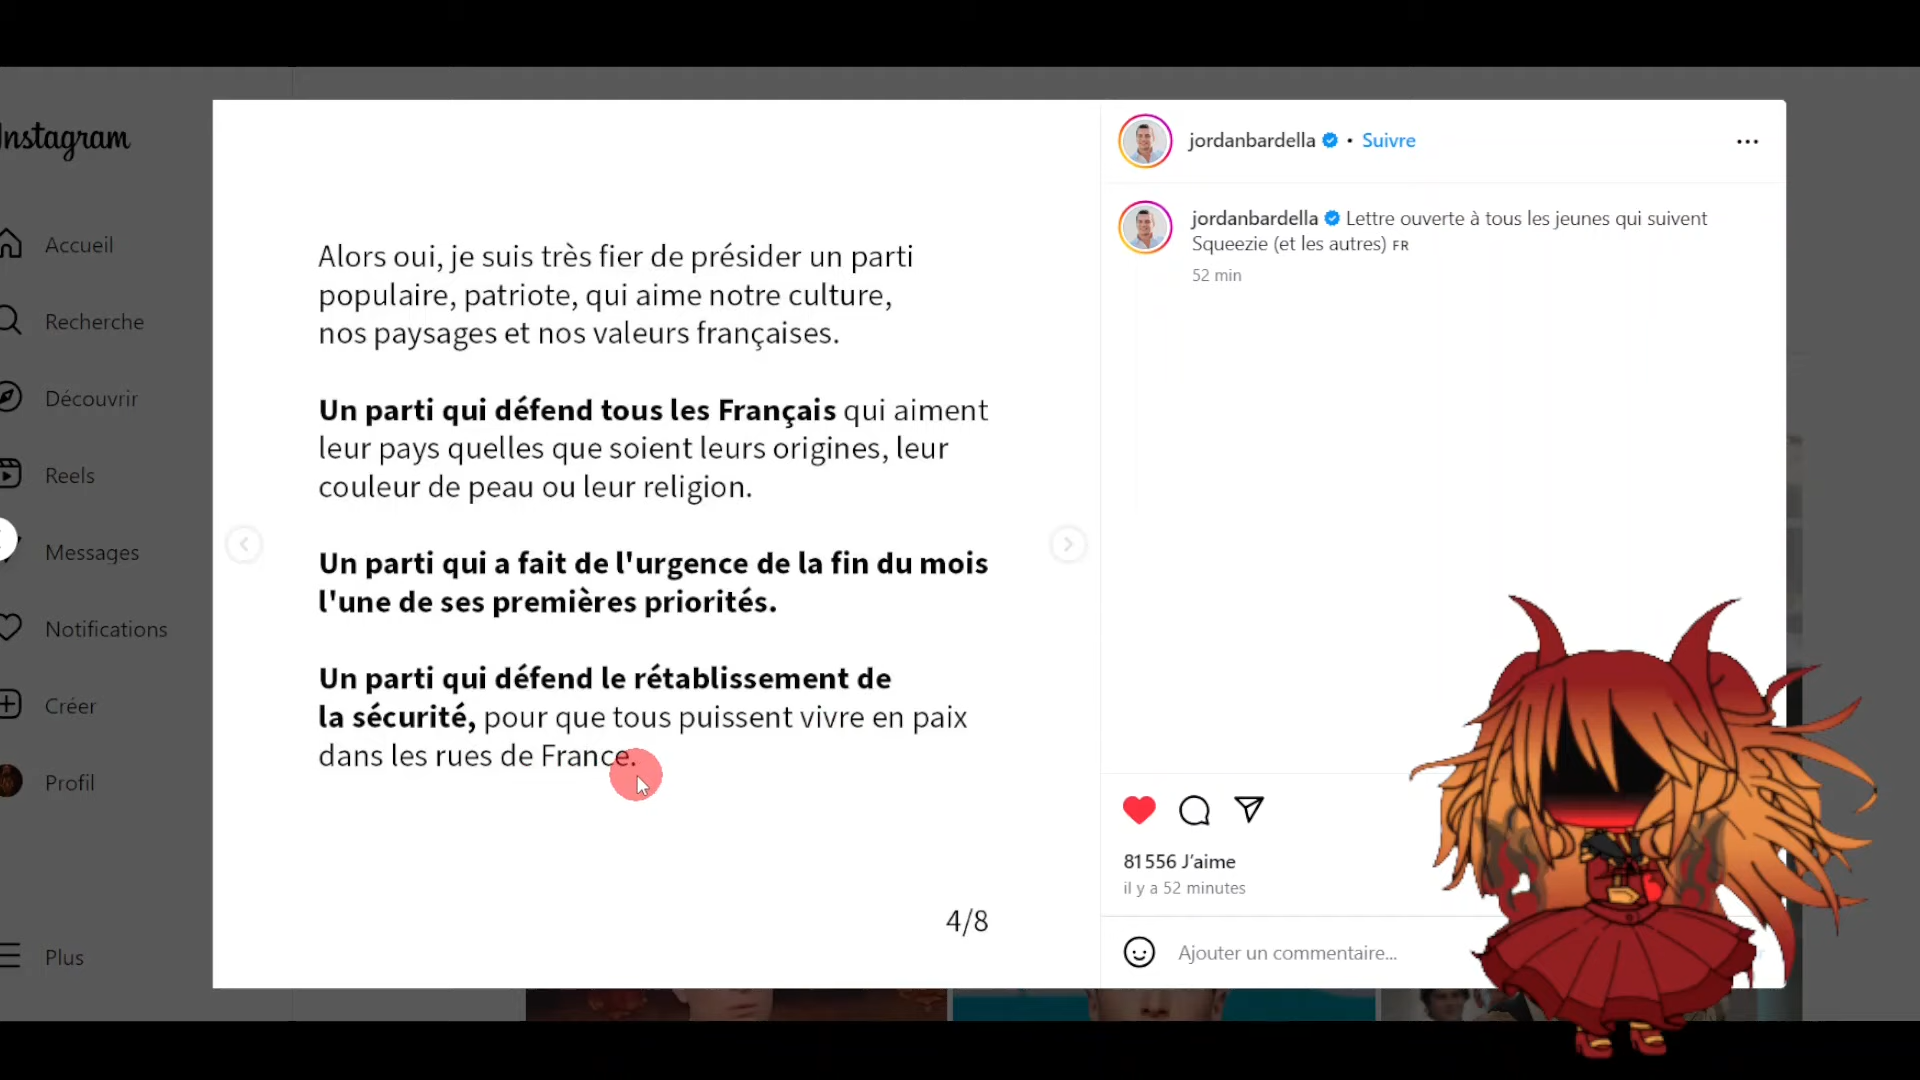 Instagram
Accueil
Recherche
Découvrir
Reels
Messages
Notifications
Créer
Profil
Plus
Alors oui, je suis très fier de présider un parti
populaire, patriote, qui aime notre culture,
nos paysages et nos valeurs françaises.
Un parti qui défend tous les Français qui aiment
leur pays quelles que soient leurs origines, leur
couleur de peau ou leur religion.
Un parti qui a fait de l'urgence de la fin du mois
l'une de ses premières priorités.
Un parti qui défend le rétablissement de
la sécurité, pour que tous puissent vivre en paix
dans les rues de France.
4/8
jordanbardella • Suivre
jordanbardella Lettre ouverte à tous les jeunes qui suivent
Squeezie (et les autres) FR
52 min
81 556 J’aime
il y a 52 minutes
Ajouter un commentaire...